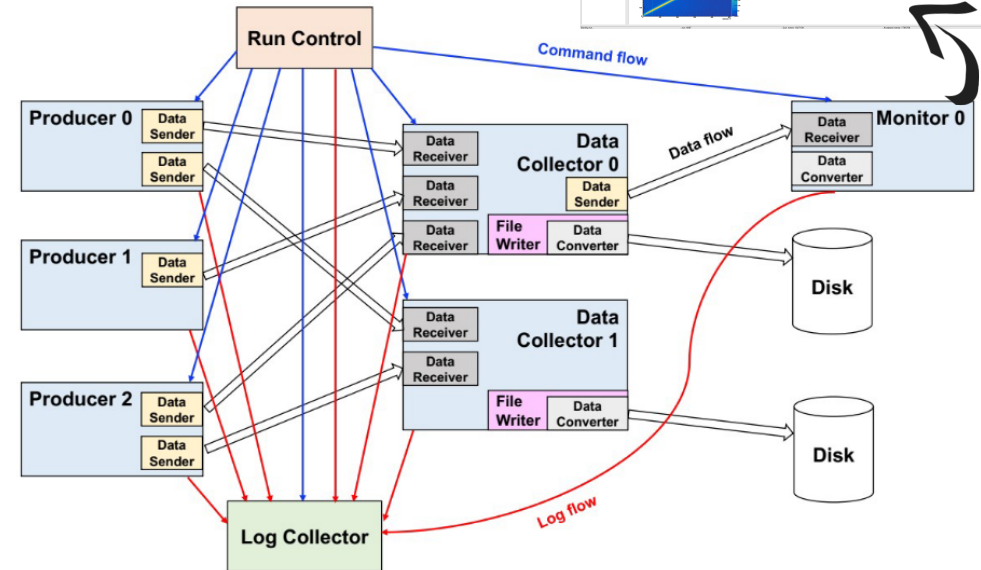 Run Control
Command flow
Producer 0
Data
Sender
Data
Sender
Producer 1
Data
Sender
Producer 2
Data
Sender
Data
Sender
Data
Receiver
Data
Receiver
Data
Receiver
Data
Collector 0
Data
Sender
File
Writer
Data
Converter
Data
Receiver
Data
Receiver
Data
Collector 1
File
Writer
Data
Converter
Data flow
Monitor 0
Data
Receiver
Data
Converter
Disk
Disk
Log Collector
Log flow